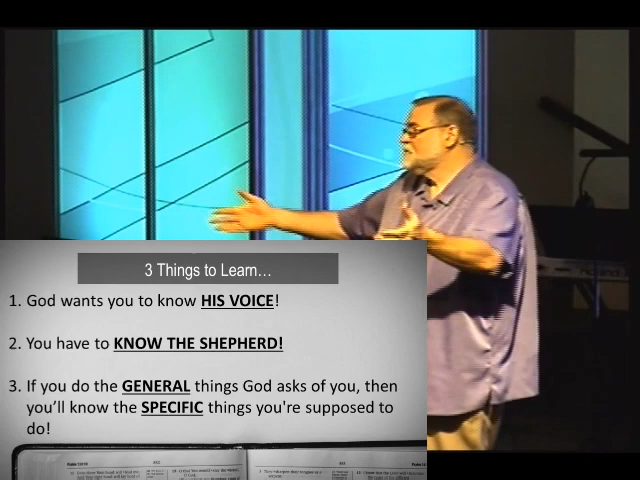 3 Things to Learn...
1. God wants you to know HIS VOICE!
2. You have to KNOW THE SHEPHERD!
3. If you do the GENERAL things God asks of you, then
you'll know the SPECIFIC things you're supposed to
do!
Roland